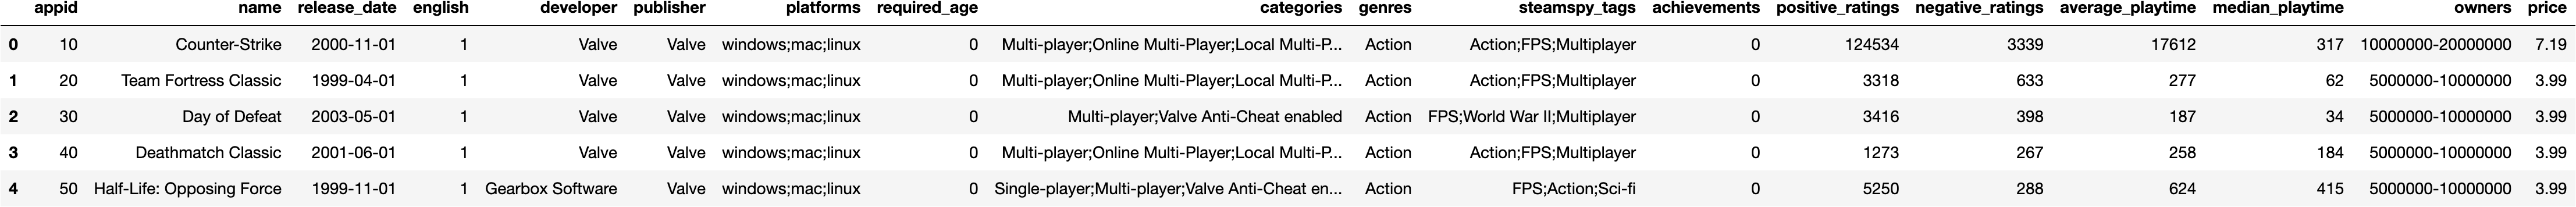 appid name release_date english developer publisher platforms required_age categories genres steamspy_tags achievements positive_ratings negative_ratings average_playtime median_playtime owners price
0 10 Counter-Strike 2000-11-01 1 Valve Valve windows;mac;linux 0 Multi-player;Online Multi-Player;Local Multi-P... Action Action;FPS;Multiplayer 0 124534 3339 17612 317 10000000-20000000 7.19
1 20 Team Fortress Classic 1999-04-01 1 Valve Valve windows;mac;linux 0 Multi-player;Online Multi-Player;Local Multi-P... Action Action;FPS;Multiplayer 0 3318 633 277 62 5000000-10000000 3.99
2 30 Day of Defeat 2003-05-01 1 Valve Valve windows;mac;linux 0 Multi-player;Valve Anti-Cheat enabled Action FPS;World War II;Multiplayer 0 3416 398 187 34 5000000-10000000 3.99
3 40 Deathmatch Classic 2001-06-01 1 Valve Valve windows;mac;linux 0 Multi-player;Online Multi-Player;Local Multi-P... Action Action;FPS;Multiplayer 0 1273 267 258 184 5000000-10000000 3.99
4 50 Half-Life: Opposing Force 1999-11-01 1 Gearbox Software Valve windows;mac;linux 0 Single-player;Multi-player;Valve Anti-Cheat en... Action FPS;Action;Sci-fi 0 5250 288 624 415 5000000-10000000 3.99